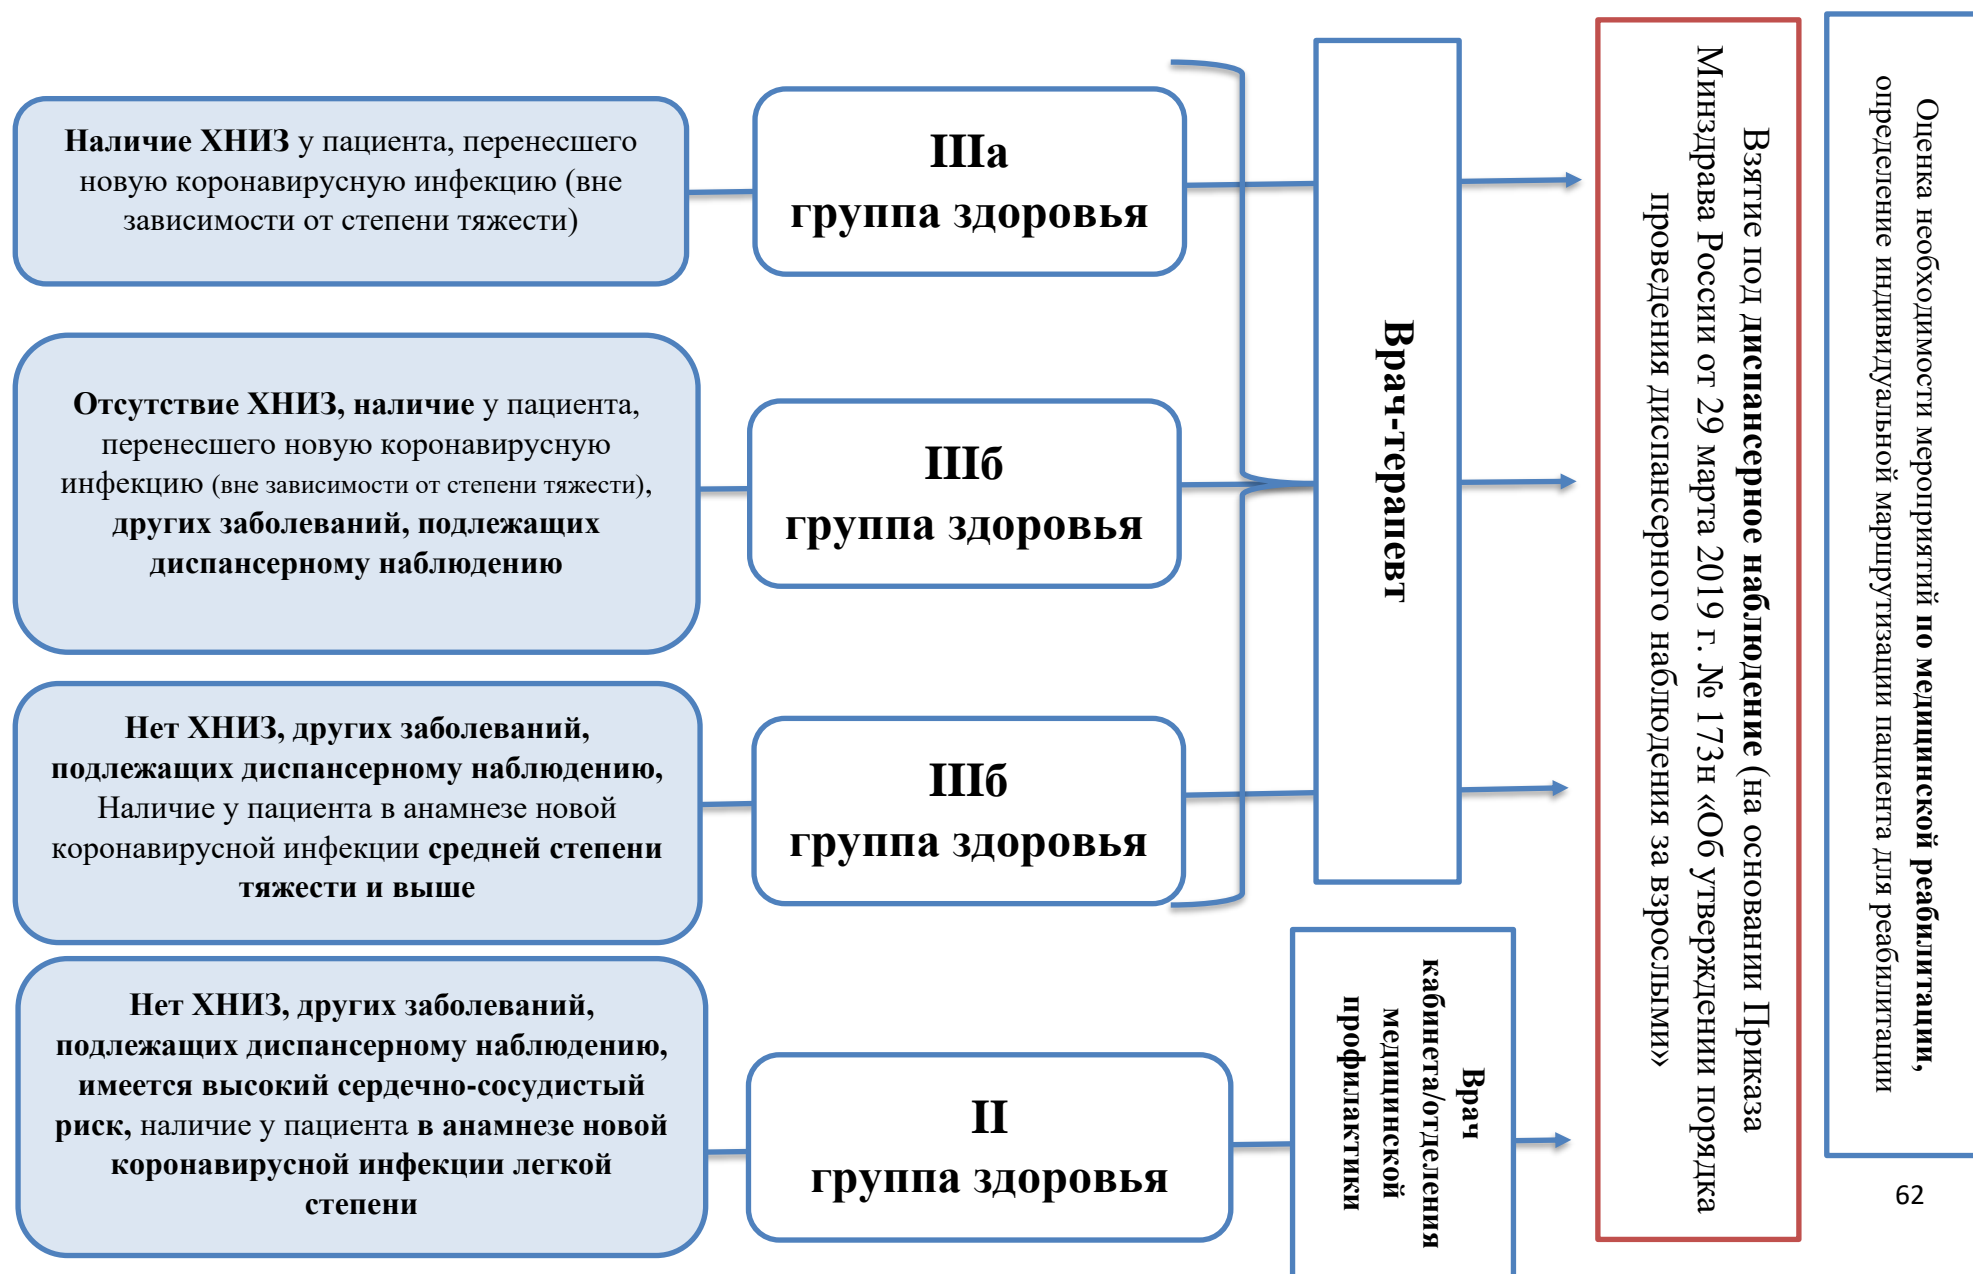 Наличие ХНИЗ у пациента, перенесшего
новую коронавирусную инфекцию (вне
зависимости от степени тяжести)
IIIа
группа здоровья
Отсутствие ХНИЗ, наличие у пациента,
перенесшего новую коронавирусную
инфекцию (вне зависимости от степени тяжести),
других заболеваний, подлежащих
диспансерному наблюдению
IIIб
группа здоровья
Нет ХНИЗ, других заболеваний,
подлежащих диспансерному наблюдению,
Наличие у пациента в анамнезе новой
коронавирусной инфекции средней степени
тяжести и выше
IIIб
группа здоровья
Нет ХНИЗ, других заболеваний,
подлежащих диспансерному наблюдению,
имеется высокий сердечно-сосудистый
риск, наличие у пациента в анамнезе новой
коронавирусной инфекции легкой
степени
II
группа здоровья
Врач-терапевт
Врач
кабинета/отделения
медицинской
профилактики
Взятие под диспансерное наблюдение (на основании Приказа
Минздрава России от 29 марта 2019 г. № 173н «Об утверждении порядка
проведения диспансерного наблюдения за взрослыми»
Оценка необходимости мероприятий по медицинской реабилитации,
определение индивидуальной маршрутизации пациента для реабилитации
62